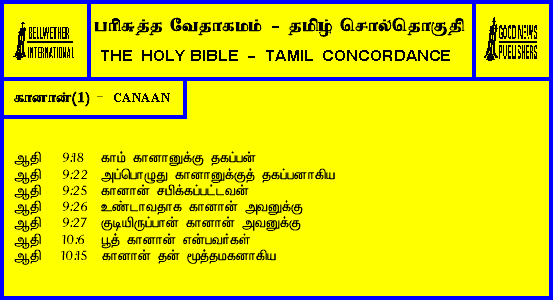 BELLWETHER
INTERNATIONAL
பரிசுத்த வேதாகமம் - தமிழ் சொல்தொகுதி
THE HOLY BIBLE - TAMIL CONCORDANCE
GOOD NEWS
PUBLISHERS
கானான்(1) - CANAAN
ஆதி 9:18 காம் கானானுக்கு தகப்பன்
ஆதி 9:22 அப்பொழுது கானானுக்குத் தகப்பனாகிய
ஆதி 9:25 கானான் சபிக்கப்பட்டவன்
ஆதி 9:26 உண்டாவதாக கானான் அவனுக்கு
ஆதி 9:27 குடியிருப்பான் கானான் அவனுக்கு
ஆதி 10:6 பூத் கானான் என்பவர்கள்
ஆதி 10:15 கானான் தன் மூத்தமகனாகிய